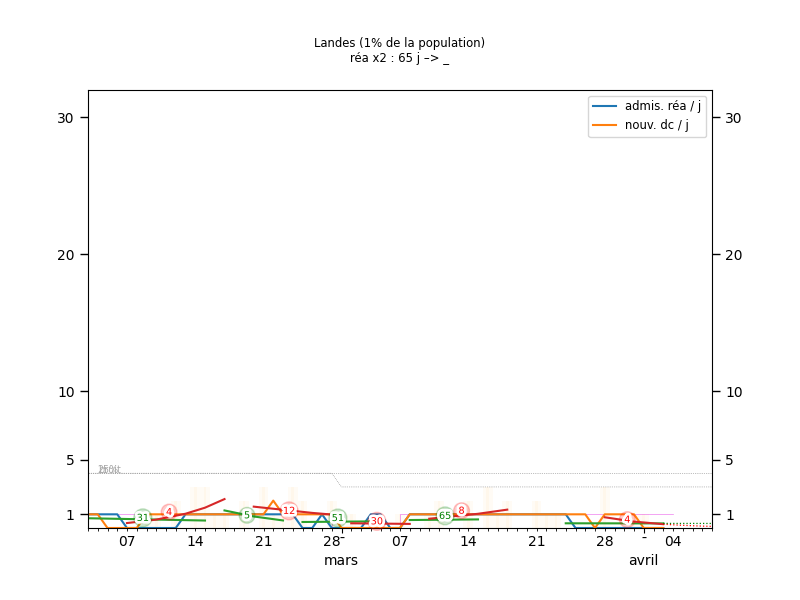 Landes (1% de la population)
réa x2 : 65 j –> _
admis. réa / j
nouv. dc / j
30 30
20 20
10 10
5 5
1 1
31 4 5 12 51 30 65 8 4
07 14 21 28 - 07 14 21 28 - 04
mars avril